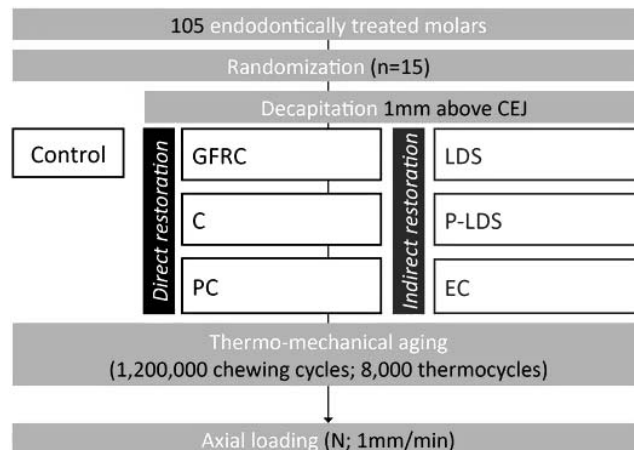 105 endodontically treated molars
Randomization (n=15)
Decapitation 1mm above CEJ
Control
Direct restoration
GFRC
C
PC
Indirect restoration
LDS
P-LDS
EC
Thermo-mechanical aging
(1,200,000 chewing cycles; 8,000 thermocycles)
Axial loading (N; 1mm/min)